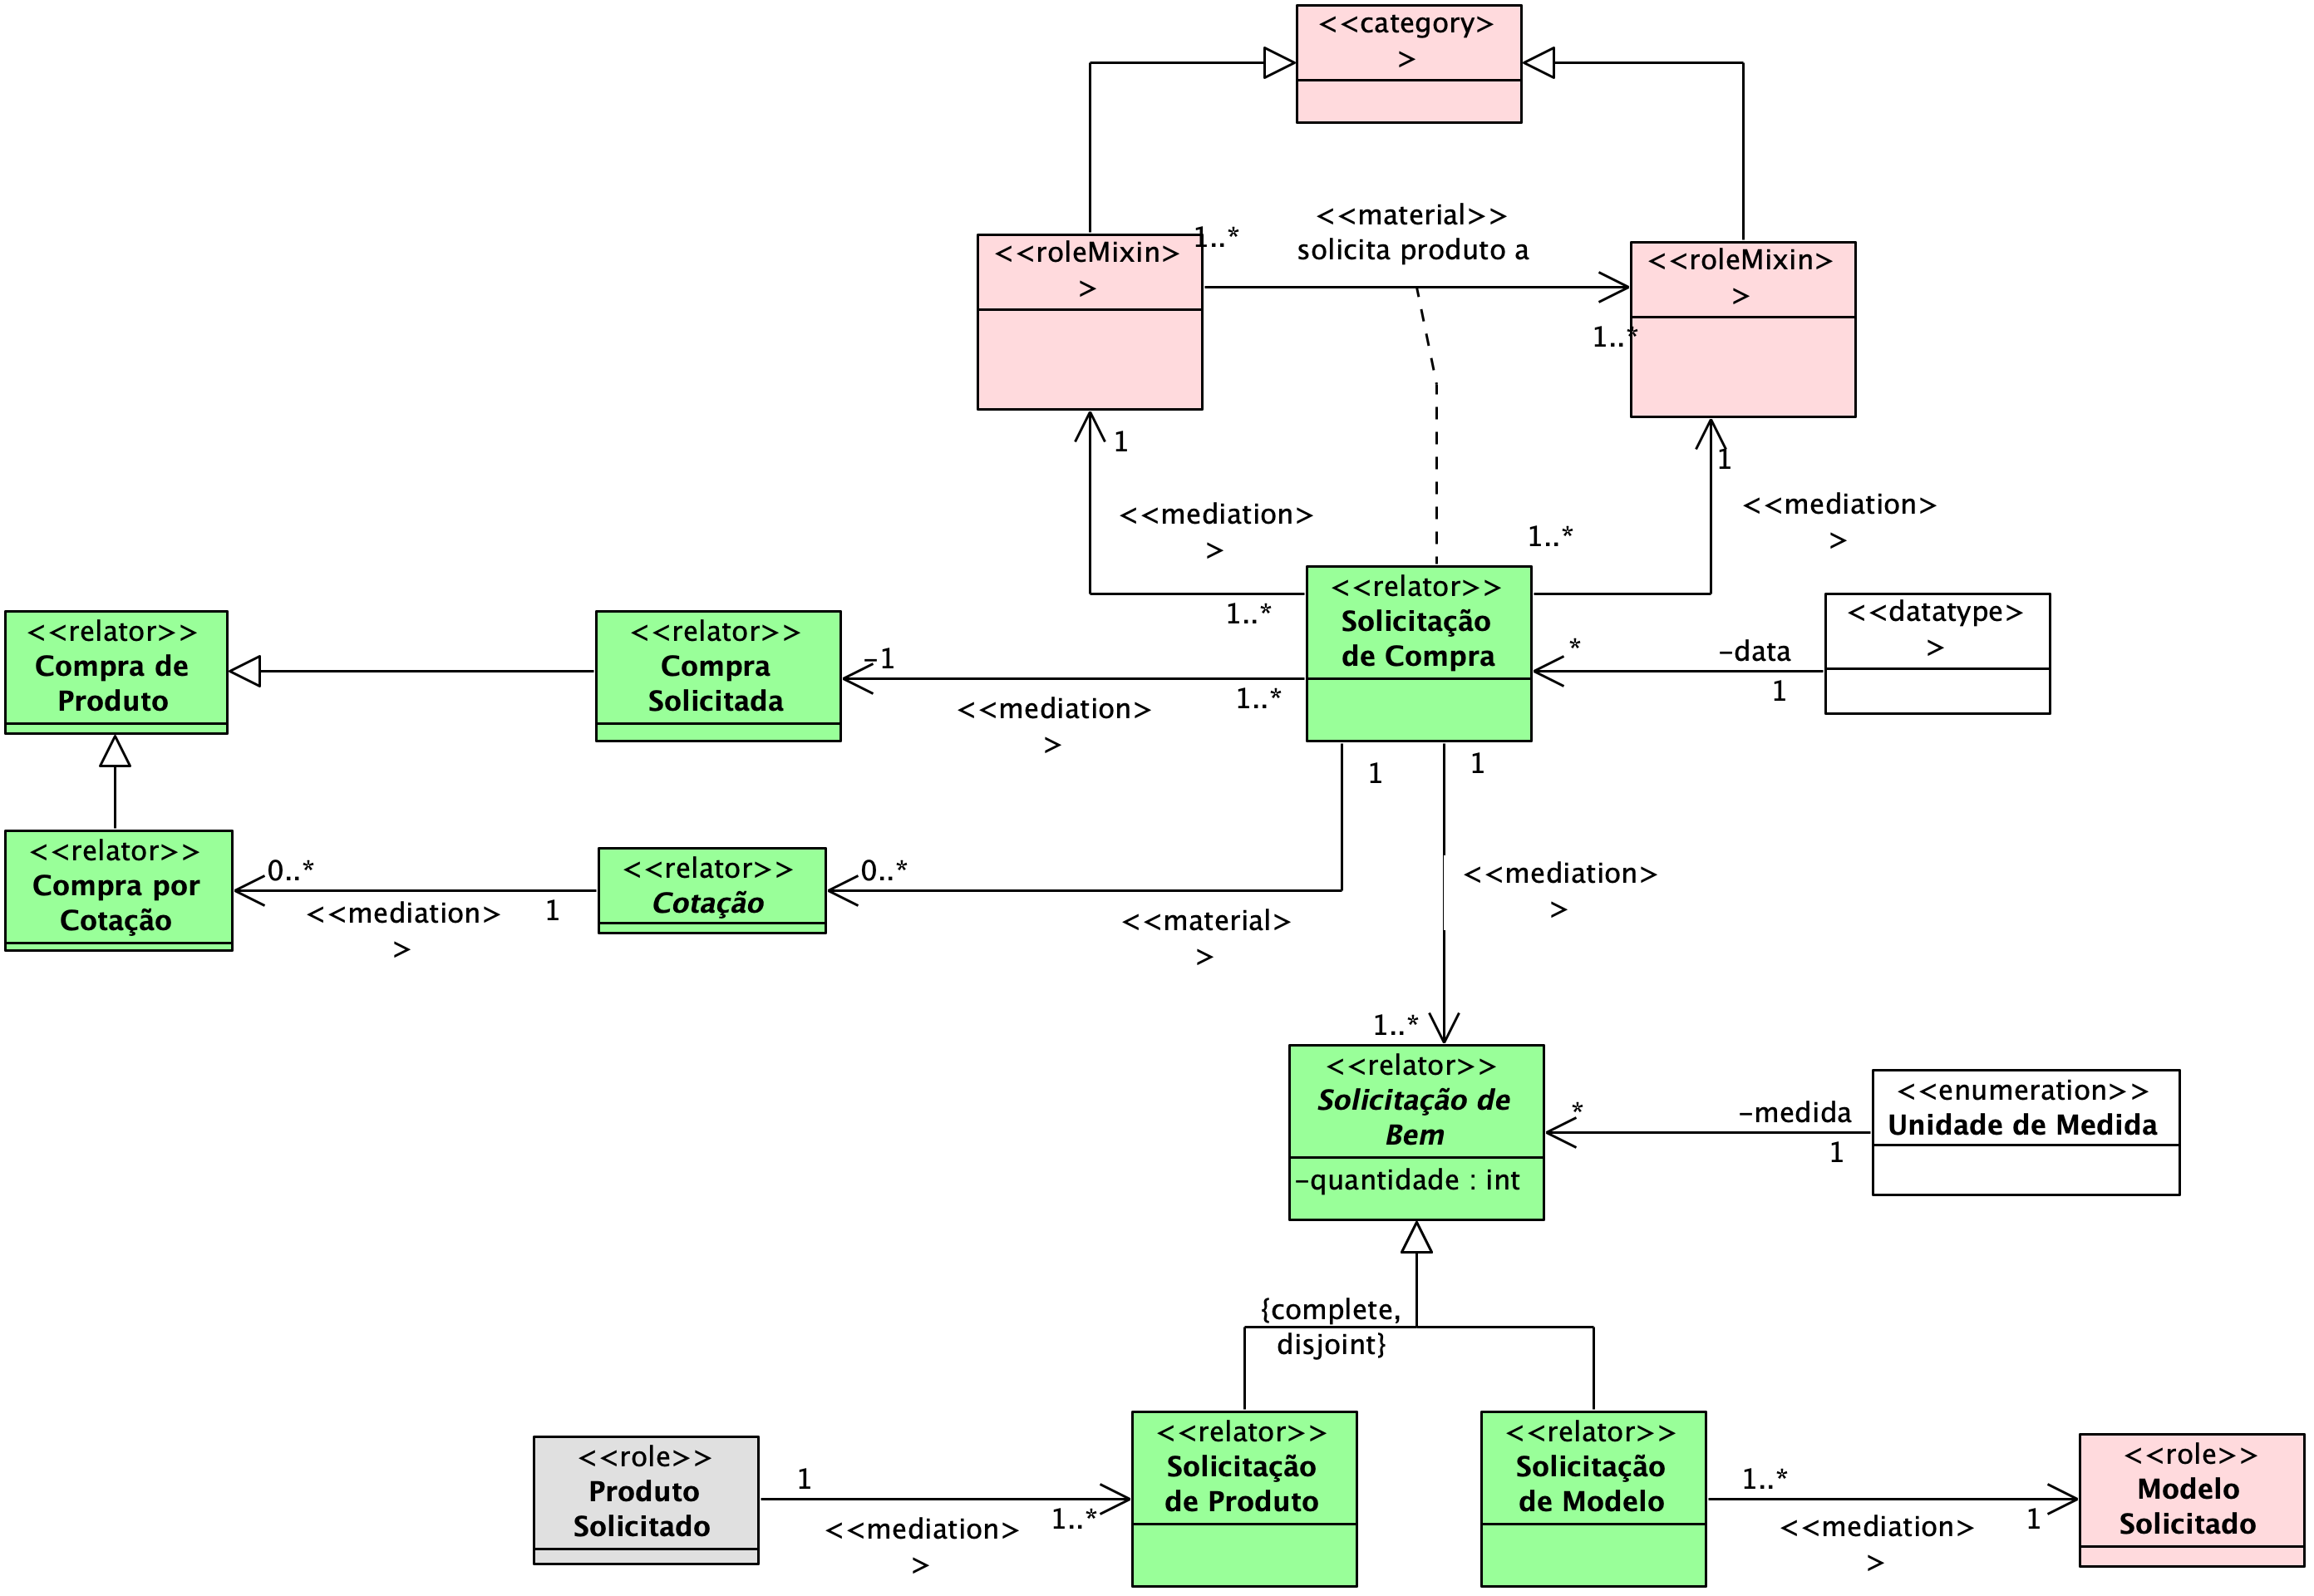 <<category>
>
<<roleMixin>
>
1..*
<<material>>
solicita produto a
<<roleMixin>
>
1..*
1
1
<<mediation>
>
<<mediation>
>
1..*
1..*
<<relator>>
Solicitação
de Compra
<<relator>>
Compra de
Produto
<<relator>>
Compra
Solicitada
-1
1..*
<<mediation>
>
*
-data
1
<<datatype>
>
1
1
<<relator>>
Compra por
Cotação
0..*
<<mediation>
>
1
<<relator>>
Cotação
0..*
<<material>
>
<<mediation>
>
1..*
<<relator>>
Solicitação de
Bem
-quantidade : int
*
-medida
1
<<enumeration>>
Unidade de Medida
{complete,
disjoint}
<<role>>
Produto
Solicitado
1
<<mediation>
>
1..*
<<relator>>
Solicitação
de Produto
<<relator>>
Solicitação
de Modelo
1..*
<<mediation>
>
1
<<role>>
Modelo
Solicitado